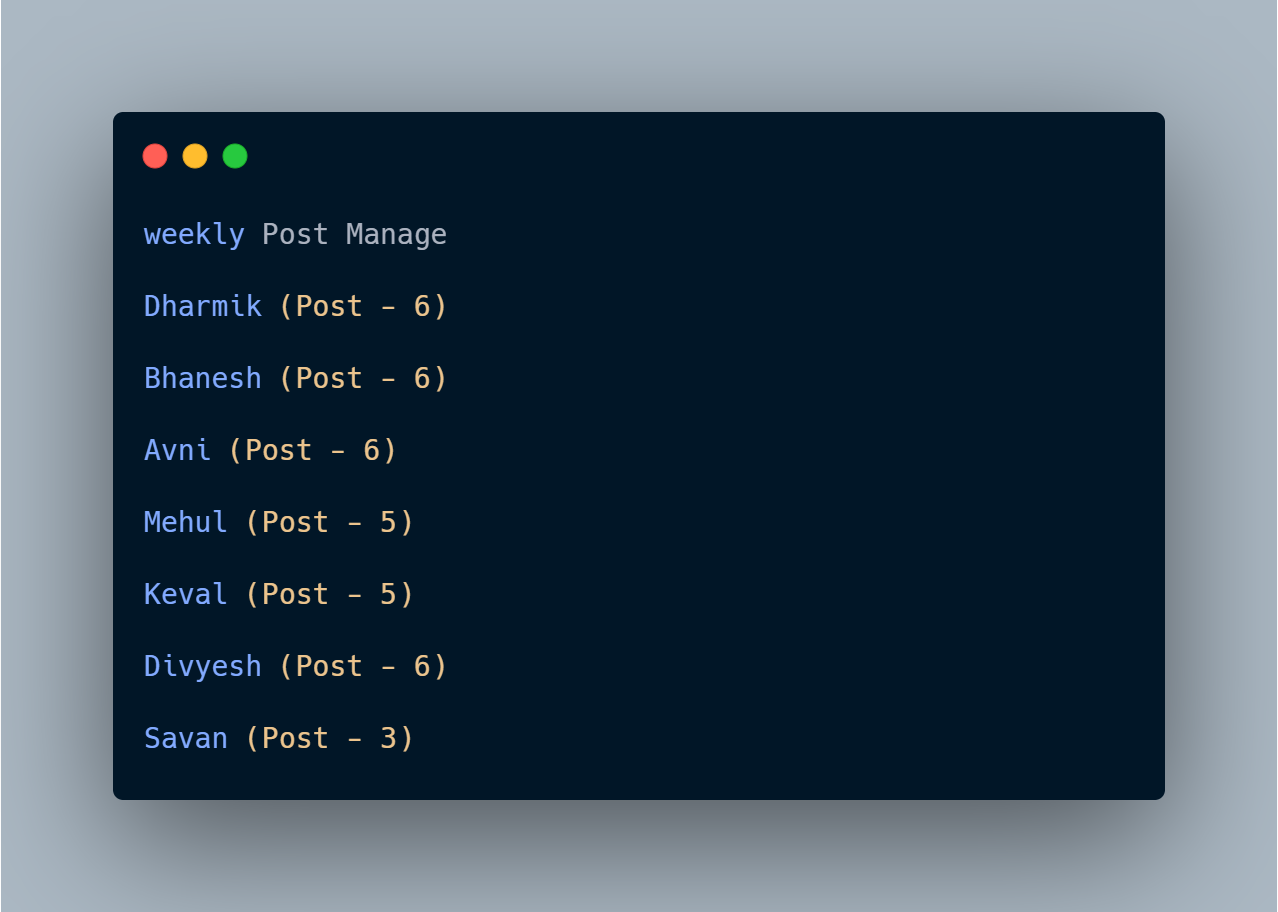 weekly Post Manage
Dharmik (Post - 6)
Bhanesh (Post - 6)
Avni (Post - 6)
Mehul (Post - 5)
Keval (Post - 5)
Divyesh (Post - 6)
Savan (Post - 3)